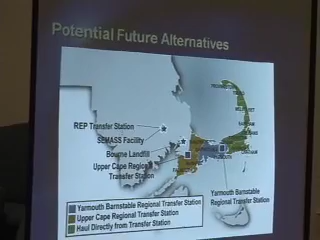 Potential Future Alternatives
REP Transfer Station
SEMASS Facility
Bourne Landfill
Upper Cape Regional
Transfer Station
Yarmouth Barnstable
Regional Transfer Station
Yarmouth Barnstable Regional Transfer Station
Upper Cape Regional Transfer Station
Haul Directly from Transfer Station